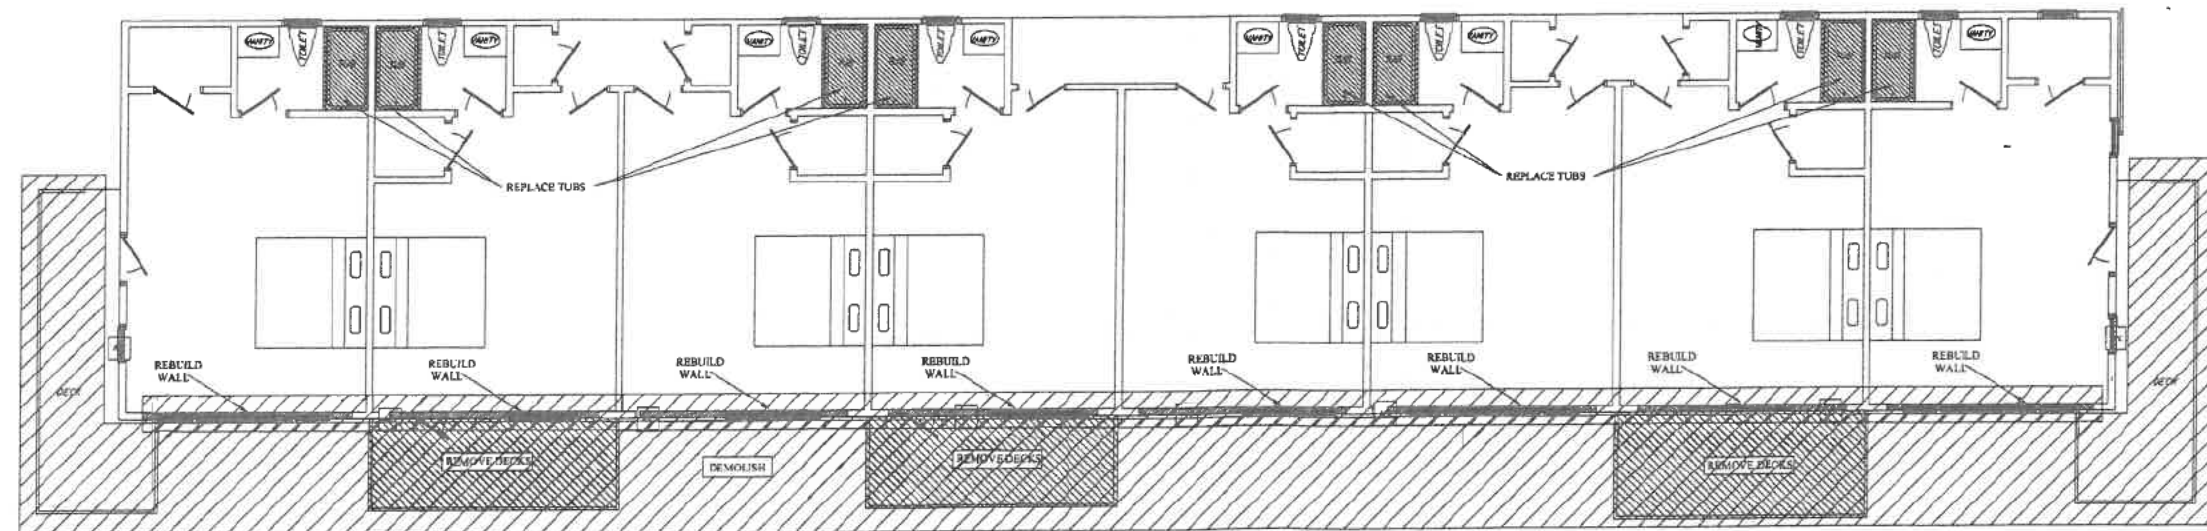 VANITY
TOILET
TUB
TUB
TOILET
VANITY
VANITY
TOILET
TUB
TUB
TOILET
VANITY
VANITY
TOILET
TUB
TUB
TOILET
VANITY
VANITY
TOILET
TUB
TUB
TOILET
VANITY
REPLACE TUBS
REPLACE TUBS
DECK
DECK
REBUILD
WALL
REBUILD
WALL
REBUILD
WALL
REBUILD
WALL
REBUILD
WALL
REBUILD
WALL
REBUILD
WALL
REBUILD
WALL
REMOVE DECKS
DEMOLISH
REMOVE DECKS
REMOVE DECKS